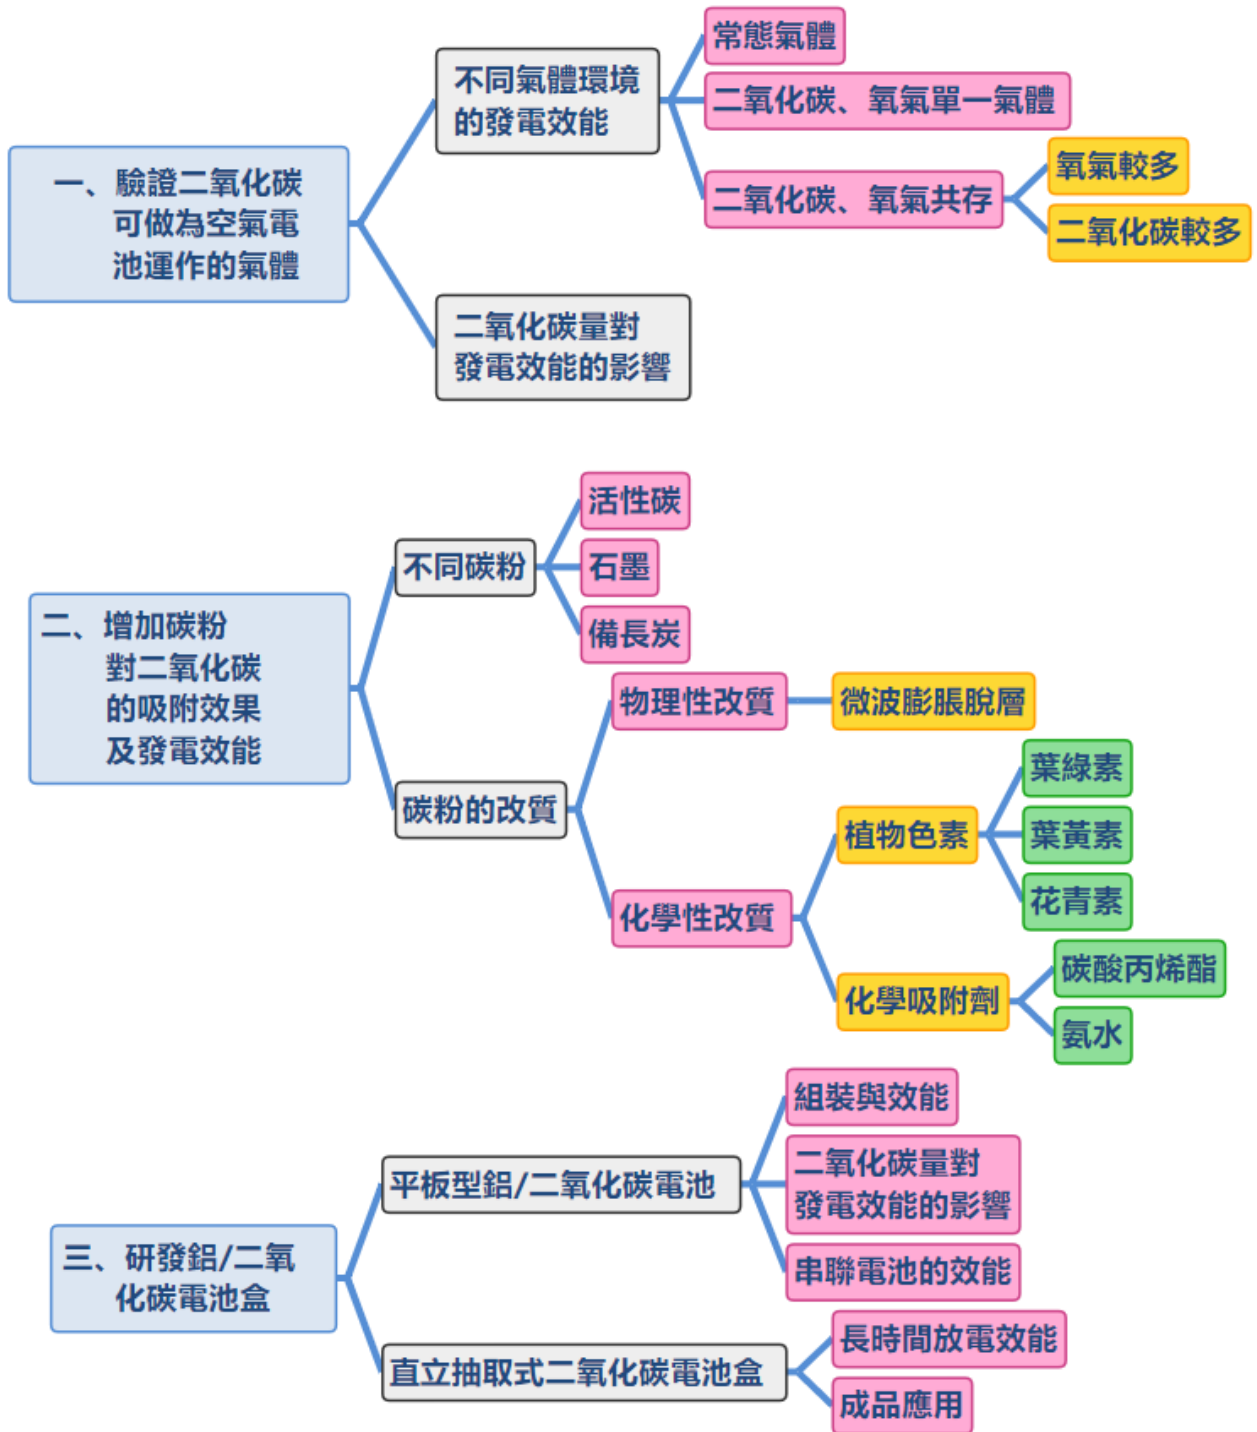 一、驗證二氧化碳
可做為空氣電
池運作的氣體
不同氣體環境
的發電效能
常態氣體
二氧化碳、氧氣單一氣體
二氧化碳、氧氣共存
氧氣較多
二氧化碳較多
二氧化碳量對
發電效能的影響
二、增加碳粉
對二氧化碳
的吸附效果
及發電效能
不同碳粉
活性碳
石墨
備長炭
碳粉的改質
物理性改質
微波膨脹脫層
化學性改質
植物色素
葉綠素
葉黃素
花青素
化學吸附劑
碳酸丙烯酯
氨水
三、研發鋁/二氧
化碳電池盒
平板型鋁/二氧化碳電池
組裝與效能
二氧化碳量對
發電效能的影響
串聯電池的效能
直立抽取式二氧化碳電池盒
長時間放電效能
成品應用